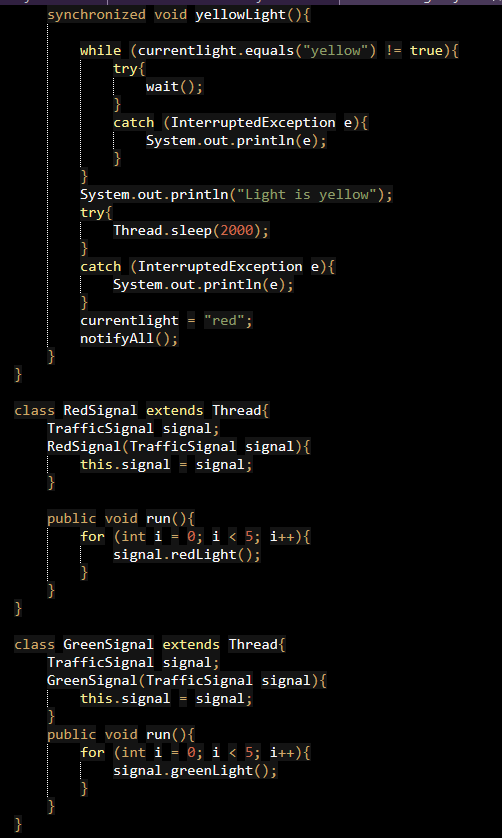 synchronized void yellowLight(){
while (currentlight.equals("yellow") != true){
try{
wait();
}
catch (InterruptedException e){
System.out.println(e);
}
}
System.out.println("Light is yellow");
try{
Thread.sleep(2000);
}
catch (InterruptedException e){
System.out.println(e);
}
currentlight = "red";
notifyAll();
}
}
class RedSignal extends Thread{
TrafficSignal signal;
RedSignal(TrafficSignal signal){
this.signal = signal;
}
public void run(){
for (int i = 0; i < 5; i++){
signal.redLight();
}
}
}
class GreenSignal extends Thread{
TrafficSignal signal;
GreenSignal(TrafficSignal signal){
this.signal = signal;
}
public void run(){
for (int i = 0; i < 5; i++){
signal.greenLight();
}
}
}